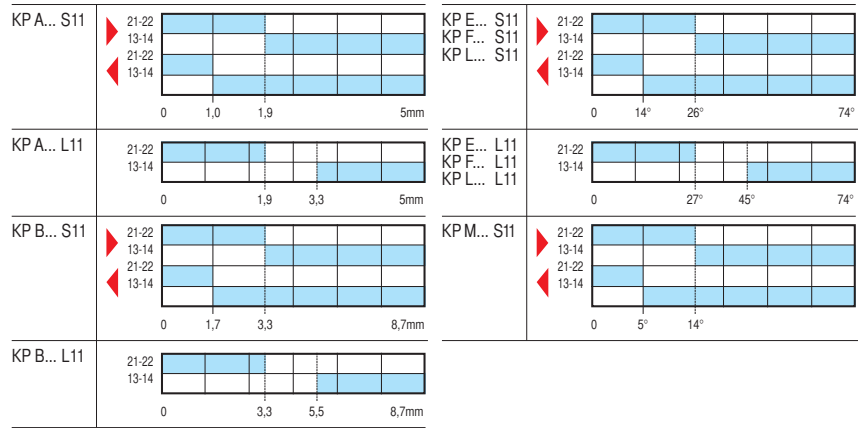 KP A... S11
21-22
13-14
21-22
13-14
0 1,0 1,9 5mm
KP A... L11
21-22
13-14
0 1,9 3,3 5mm
KP B... S11
21-22
13-14
21-22
13-14
0 1,7 3,3 8,7mm
KP B... L11
21-22
13-14
0 3,3 5,5 8,7mm
KP E... S11
KP F... S11
KP L... S11
21-22
13-14
21-22
13-14
0 14° 26° 74°
KP E... L11
KP F... L11
KP L... L11
21-22
13-14
0 27° 45° 74°
KP M... S11
21-22
13-14
21-22
13-14
0 5° 14°